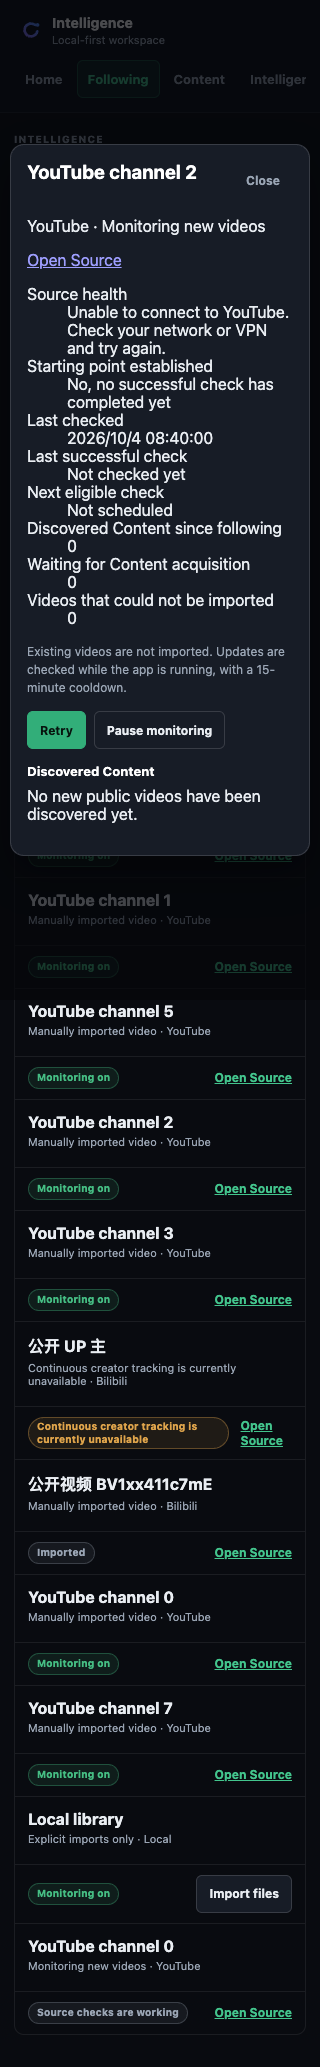 Intelligence
Local-first workspace
Home
Following
Content
Intelliger
INTELLIGENCE
YouTube channel 2
Close
YouTube · Monitoring new videos
Open Source
Source health
Unable to connect to YouTube.
Check your network or VPN
and try again.
Starting point established
No, no successful check has
completed yet
Last checked
2026/10/4 08:40:00
Last successful check
Not checked yet
Next eligible check
Not scheduled
Discovered Content since following
0
Waiting for Content acquisition
0
Videos that could not be imported
0
Existing videos are not imported. Updates are
checked while the app is running, with a 15-
minute cooldown.
Retry
Pause monitoring
Discovered Content
No new public videos have been
discovered yet.
Monitoring on
Open Source
YouTube channel 1
Manually imported video · YouTube
Monitoring on
Open Source
YouTube channel 5
Manually imported video · YouTube
Monitoring on
Open Source
YouTube channel 2
Manually imported video · YouTube
Monitoring on
Open Source
YouTube channel 3
Manually imported video · YouTube
Monitoring on
Open Source
公开 UP 主
Continuous creator tracking is currently
unavailable · Bilibili
Continuous creator tracking is
currently unavailable
Open
Source
公开视频 BV1xx411c7mE
Manually imported video · Bilibili
Imported
Open Source
YouTube channel 0
Manually imported video · YouTube
Monitoring on
Open Source
YouTube channel 7
Manually imported video · YouTube
Monitoring on
Open Source
Local library
Explicit imports only · Local
Monitoring on
Import files
YouTube channel 0
Monitoring new videos · YouTube
Source checks are working
Open Source